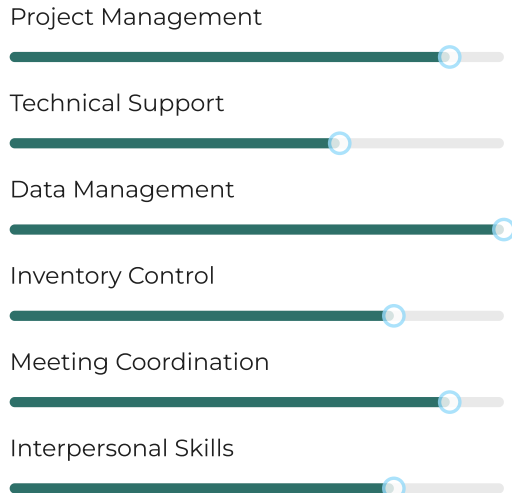 Project Management
Technical Support
Data Management
Inventory Control
Meeting Coordination
Interpersonal Skills